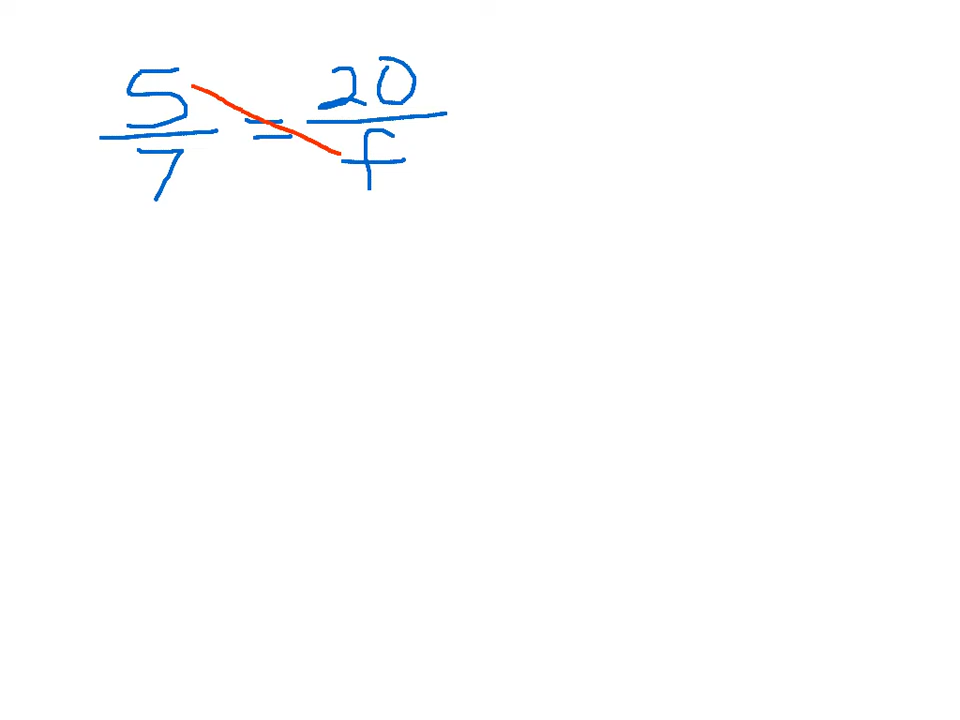 5/7 = 20/f